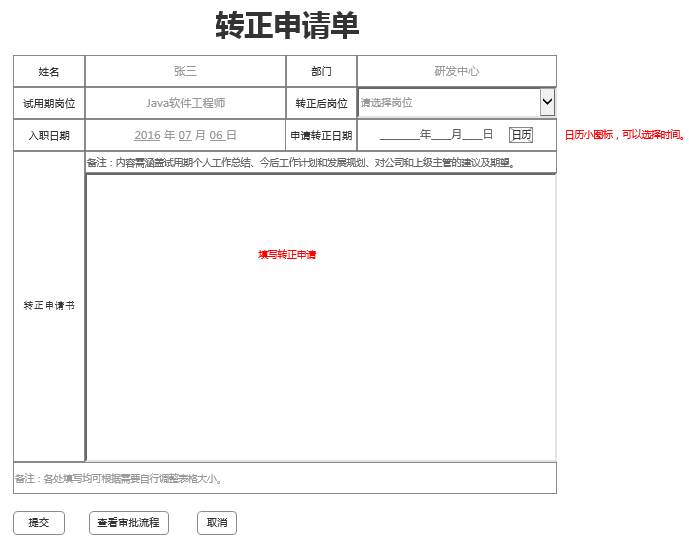 转正申请单
姓名 张三 部门 研发中心
试用期岗位 Java软件工程师 转正后岗位 请选择岗位
入职日期 2016 年 07 月 06 日 申请转正日期 ________年____月____日 日历 日历小图标，可以选择时间。
备注：内容需涵盖试用期个人工作总结、今后工作计划和发展规划、对公司和上级主管的建议及期望。
填写转正申请
转正申请书
备注：各处填写均可根据需要自行调整表格大小。
提交 查看审批流程 取消